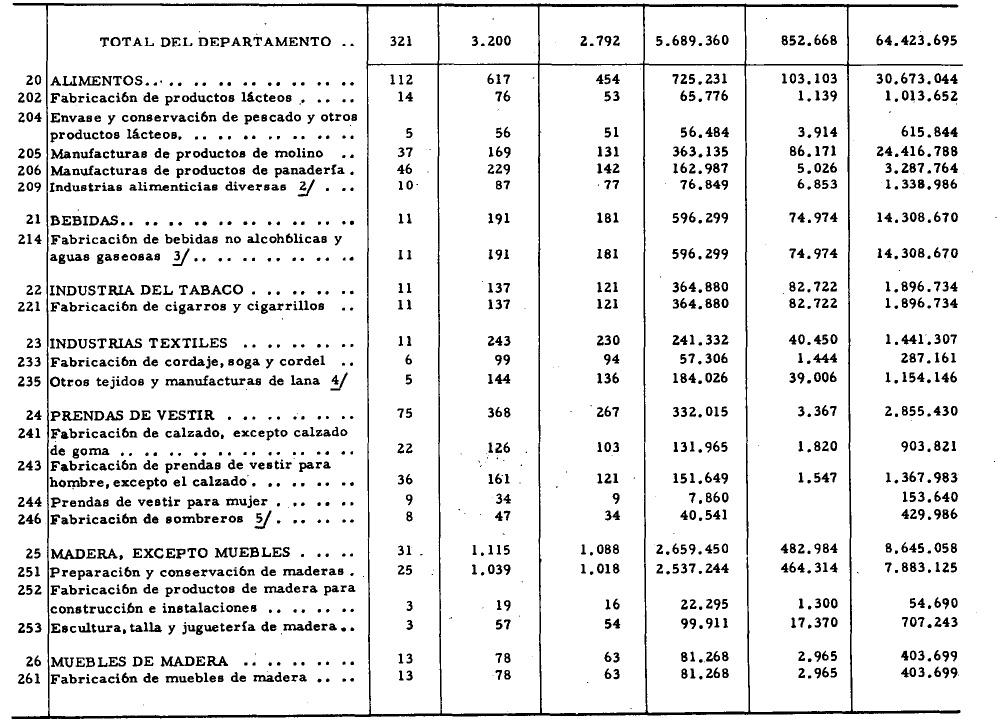 TOTAL DEL DEPARTAMENTO .. 321 3.200 2.792 5.689.360 852.668 64.423.695
20 ALIMENTOS.. .. .. .. .. .. .. .. .. .. 112 617 454 725.231 103.103 30.673.044
202 Fabricación de productos lácteos . .. .. 14 76 53 65.776 1.139 1.013.652
204 Envase y conservación de pescado y otros
productos lácteos. .. .. .. .. .. .. .. .. 5 56 51 56.484 3.914 615.844
205 Manufacturas de productos de molino .. 37 169 131 363.135 86.171 24.416.788
206 Manufacturas de productos de panadería . 46 229 142 162.987 5.026 3.287.764
209 Industrias alimenticias diversas 2/ . .. 10 87 77 76.849 6.853 1.338.986
21 BEBIDAS.. .. .. .. .. .. .. .. .. .. .. 11 191 181 596.299 74.974 14.308.670
214 Fabricación de bebidas no alcohólicas y
aguas gaseosas 3/ .. .. .. .. .. .. .. 11 191 181 596.299 74.974 14.308.670
22 INDUSTRIA DEL TABACO . .. .. .. .. 11 137 121 364.880 82.722 1.896.734
221 Fabricación de cigarros y cigarrillos .. 11 137 121 364.880 82.722 1.896.734
23 INDUSTRIAS TEXTILES .. .. .. .. .. 11 243 230 241.332 40.450 1.441.307
233 Fabricación de cordaje, soga y cordel .. 6 99 94 57.306 1.444 287.161
235 Otros tejidos y manufacturas de lana 4/ 5 144 136 184.026 39.006 1.154.146
24 PRENDAS DE VESTIR . .. .. .. .. .. 75 368 267 332.015 3.367 2.855.430
241 Fabricación de calzado, excepto calzado
de goma .. .. .. .. .. .. .. .. .. .. 22 126 103 131.965 1.820 903.821
243 Fabricación de prendas de vestir para
hombre, excepto el calzado . .. .. .. .. 36 161 121 151.649 1.547 1.367.983
244 Prendas de vestir para mujer . .. .. .. 9 34 9 7.860 153.640
246 Fabricación de sombreros 5/ . .. .. .. 8 47 34 40.541 429.986
25 MADERA, EXCEPTO MUEBLES . .. .. 31 1.115 1.088 2.659.450 482.984 8.645.058
251 Preparación y conservación de maderas . 25 1.039 1.018 2.537.244 464.314 7.883.125
252 Fabricación de productos de madera para
construcción e instalaciones .. .. .. .. 3 19 16 22.295 1.300 54.690
253 Escultura, talla y juguetería de madera .. 3 57 54 99.911 17.370 707.243
26 MUEBLES DE MADERA .. .. .. .. .. 13 78 63 81.268 2.965 403.699
261 Fabricación de muebles de madera .. .. 13 78 63 81.268 2.965 403.699